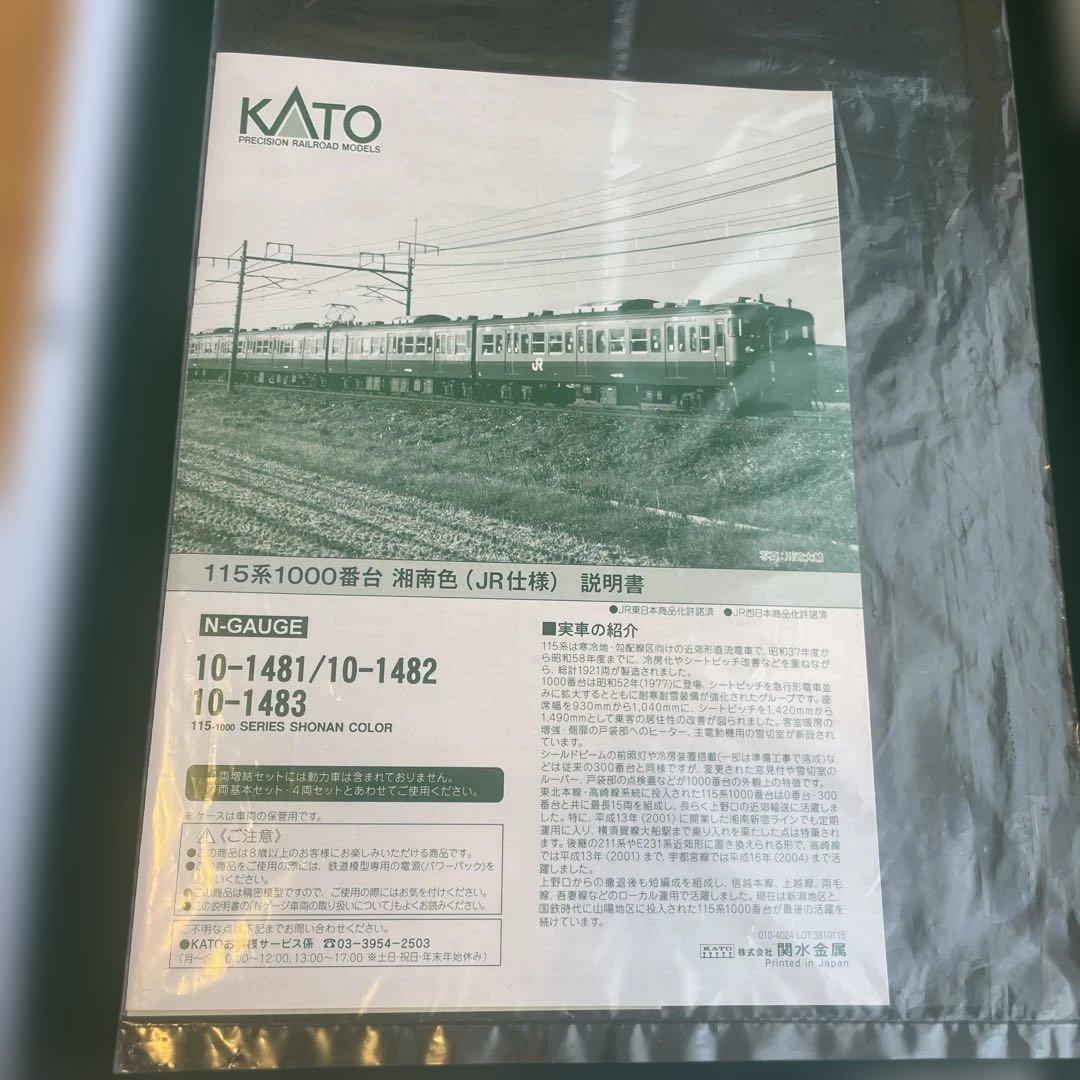 KATO
PRECISION RAILROAD MODELS
JR
写真:川崎大輔
115系1000番台 湘南色(JR仕様) 説明書
●JR東日本商品化許諾済 ●JR西日本商品化許諾済
N-GAUGE
10-1481/10-1482
10-1483
115-1000 SERIES SHONAN COLOR
4両増結セットには動力車は含まれておりません。
7両基本セット・4両セットとあわせてご使用ください。
※ ケースは車両の保管用です。
⚠《ご注意》
●この商品は8歳以上のお客様にお楽しみいただける商品です。
●この商品をご使用の際には、鉄道模型専用の電源(パワーパック)を
いください。
●この商品は精密模型ですので、ご使用の際にはお気を付けください。
●この説明書の「Nゲージ車両の取り扱いについて」もよくお読みください。
ご不明な点は下記までお問い合わせください。
●KATOお客様サービス係 ☎03-3954-2503
(月~ 0:00~12:00、13:00~17:00 ※土日・祝日・年末年始休み)
■実車の紹介
115系は寒冷地・勾配線区向けの近郊形直流電車で、昭和37年度か
ら昭和58年度までに、冷房化やシートピッチ改善などを重ねなが
ら、総計1921両が製造されました。
1000番台は昭和52年(1977)に登場、シートピッチを急行形電車並
みに拡大するとともに耐寒耐雪装備が強化されたグループです。座
席幅を930mmから1,040mmに、シートピッチを1,420mmから
1,490mmとして乗客の居住性の改善が図られました。客室暖房の
増強・側扉の戸袋部へのヒーター、主電動機用の雪切室が新設され
ています。
シールドビームの前照灯や冷房装置搭載(一部は準備工事で落成)な
どは従来の300番台と同様ですが、変更された窓見付や雪切室の
ルーバー、戸袋部の点検蓋などが1000番台の外観上の特徴です。
東北本線・高崎線系統に投入された115系1000番台は0番台・300
番台と共に最長15両を組成し、長らく上野口の近郊輸送に活躍しま
した。特に、平成13年(2001)に開業した湘南新宿ラインでも定期
運用に入り、横須賀線大船駅まで乗り入れを果たした点は特筆され
ます。後継の211系やE231系近郊形に置き換えられる形で、高崎線
では平成13年(2001)まで、宇都宮線では平成16年(2004)まで活
躍しました。
上野口からの撤退後も短編成を組成し、信越本線、上越線、両毛
線、吾妻線などのローカル運用で活躍しました。現在は新潟地区と、
国鉄時代に山陽地区に投入された115系1000番台が最後の活躍を
続けています。
010-4024 LOT:3810115
KATO 株式会社 関水金属
Printed in Japan